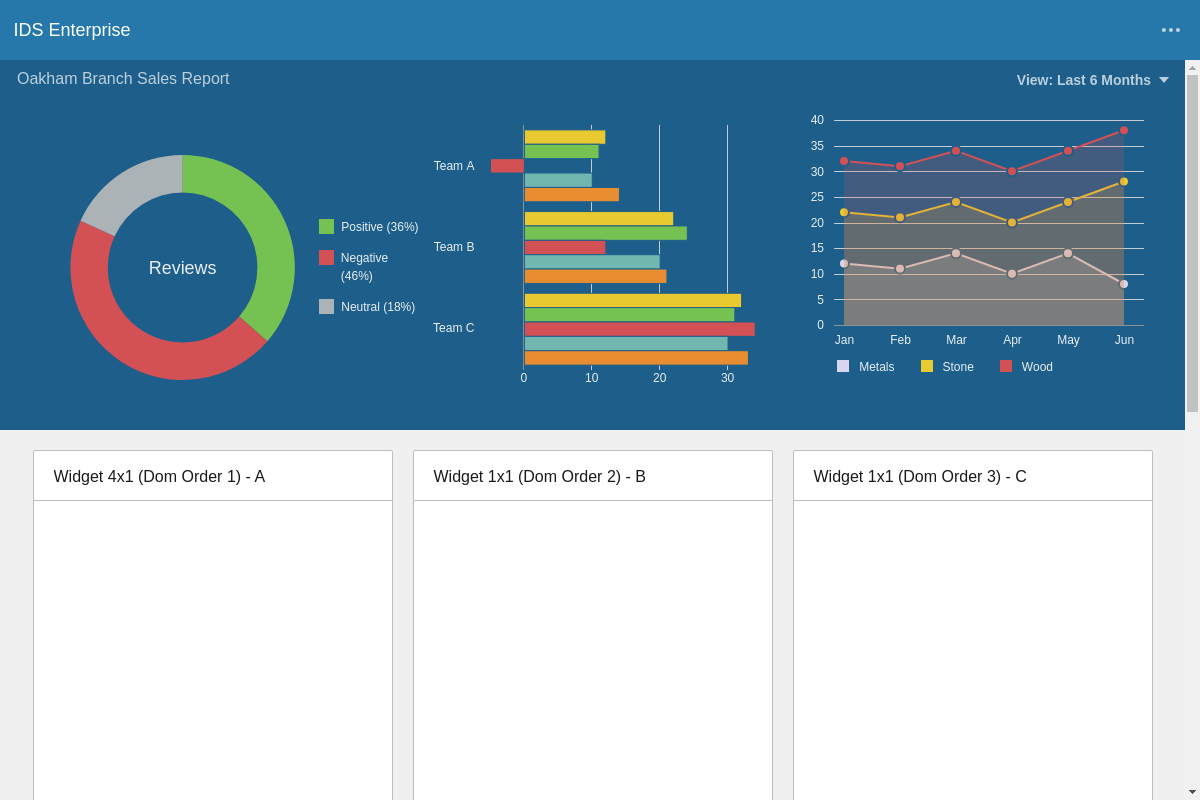 IDS Enterprise
Oakham Branch Sales Report
View: Last 6 Months
Reviews
Positive (36%)
Negative
(46%)
Neutral (18%)
Team A
Team B
Team C
0 10 20 30
40
35
30
25
20
15
10
5
0
Jan Feb Mar Apr May Jun
Metals Stone Wood
Widget 4x1 (Dom Order 1) - A
Widget 1x1 (Dom Order 2) - B
Widget 1x1 (Dom Order 3) - C